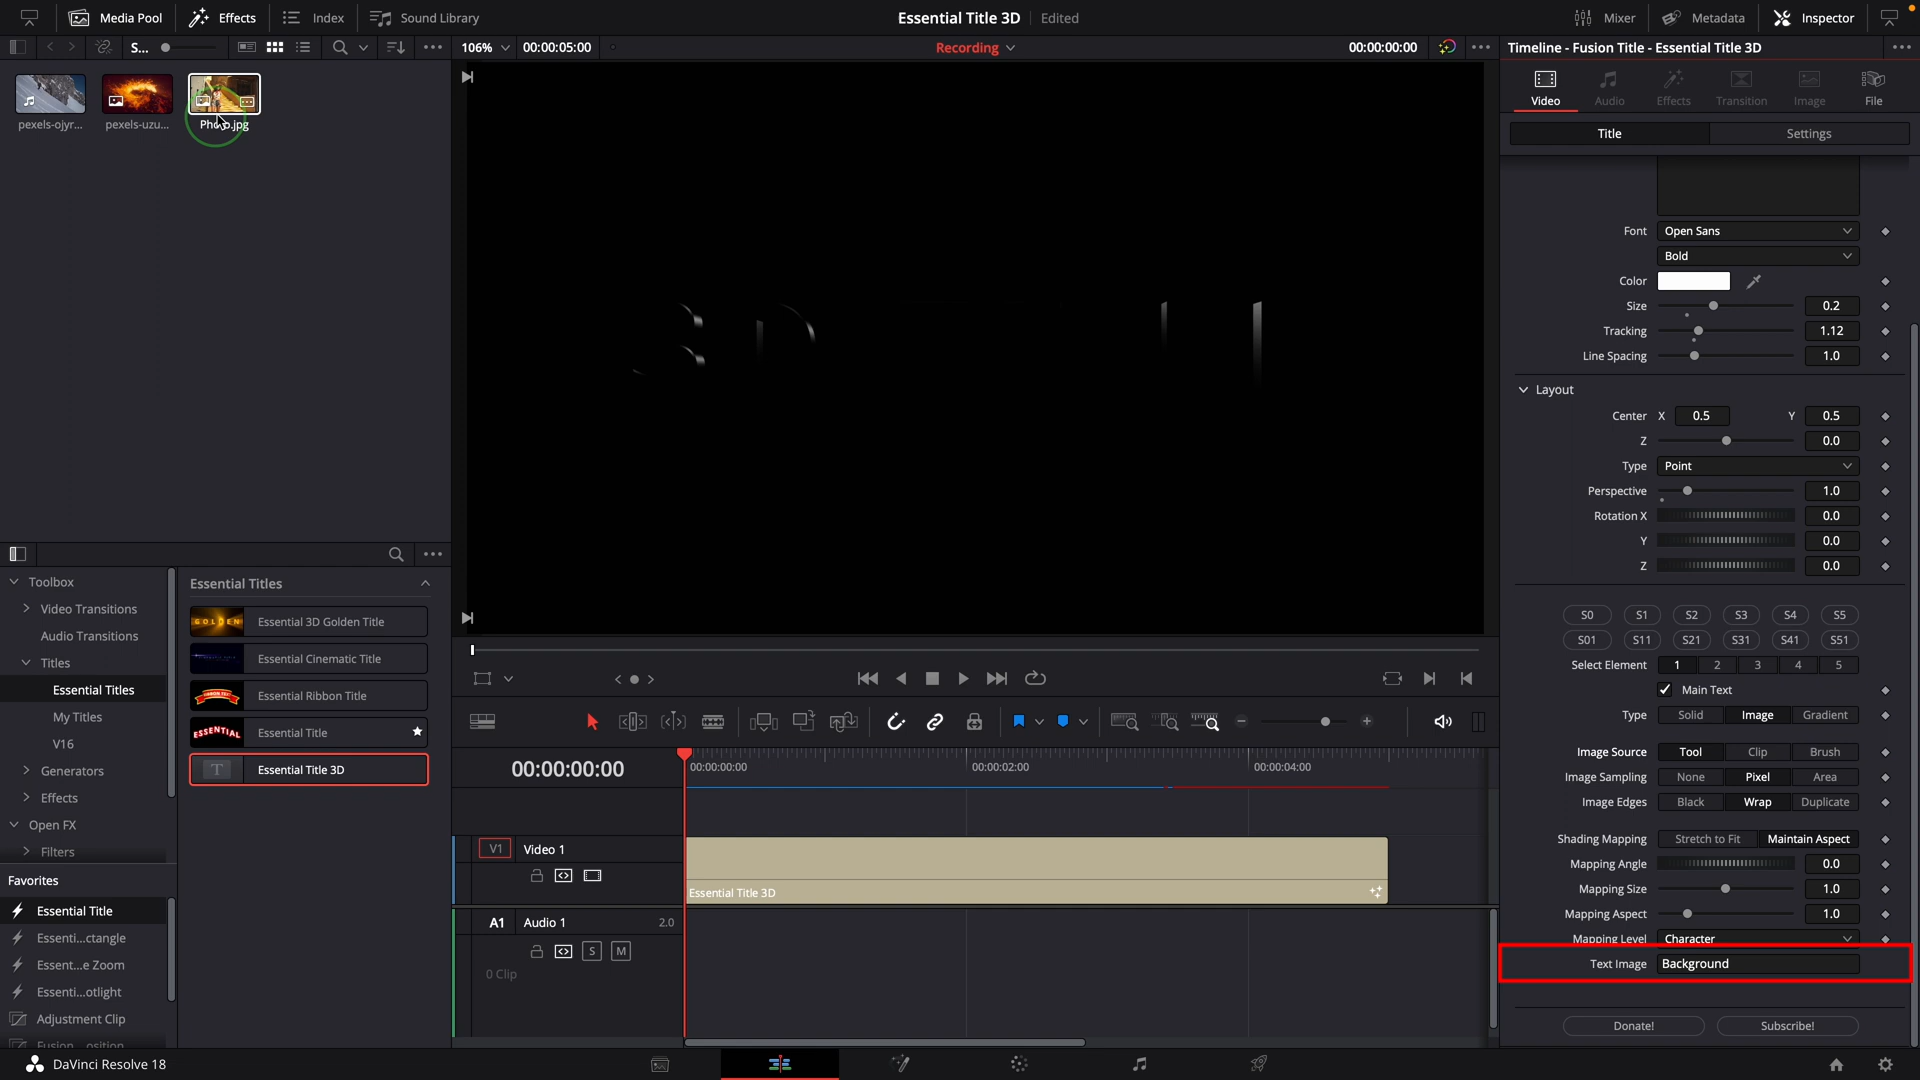 Media Pool
Effects
Index
Sound Library
Essential Title 3D
Edited
Mixer
Metadata
Inspector
S...
106%
00:00:05:00
Recording
00:00:00:00
Timeline - Fusion Title - Essential Title 3D
Video
Audio
Effects
Transition
Image
File
pexels-ojyr...
pexels-uzu...
Photo.jpg
Title
Settings
Font
Open Sans
Bold
Color
Size
0.2
Tracking
1.12
Line Spacing
1.0
Layout
Center X 0.5 Y 0.5
Z 0.0
Type Point
Perspective 1.0
Rotation X 0.0
Y 0.0
Z 0.0
S0 S1 S2 S3 S4 S5
S01 S11 S21 S31 S41 S51
Select Element 1 2 3 4 5
Main Text
Type Solid Image Gradient
Image Source Tool Clip Brush
Image Sampling None Pixel Area
Image Edges Black Wrap Duplicate
Shading Mapping Stretch to Fit Maintain Aspect
Mapping Angle 0.0
Mapping Size 1.0
Mapping Aspect 1.0
Mapping Level Character
Text Image Background
Donate!
Subscribe!
Toolbox
Video Transitions
Audio Transitions
Titles
Essential Titles
My Titles
V16
Generators
Effects
Open FX
Filters
Favorites
Essential Title
Essenti...ctangle
Essent...e Zoom
Essenti...otlight
Adjustment Clip
Essential Titles
GOLDEN
Essential 3D Golden Title
Essential Cinematic Title
Essential Ribbon Title
ESSENTIAL
Essential Title
T
Essential Title 3D
00:00:00:00
00:00:00:00
00:00:02:00
00:00:04:00
V1
Video 1
Essential Title 3D
A1
Audio 1
2.0
S
M
0 Clip
DaVinci Resolve 18